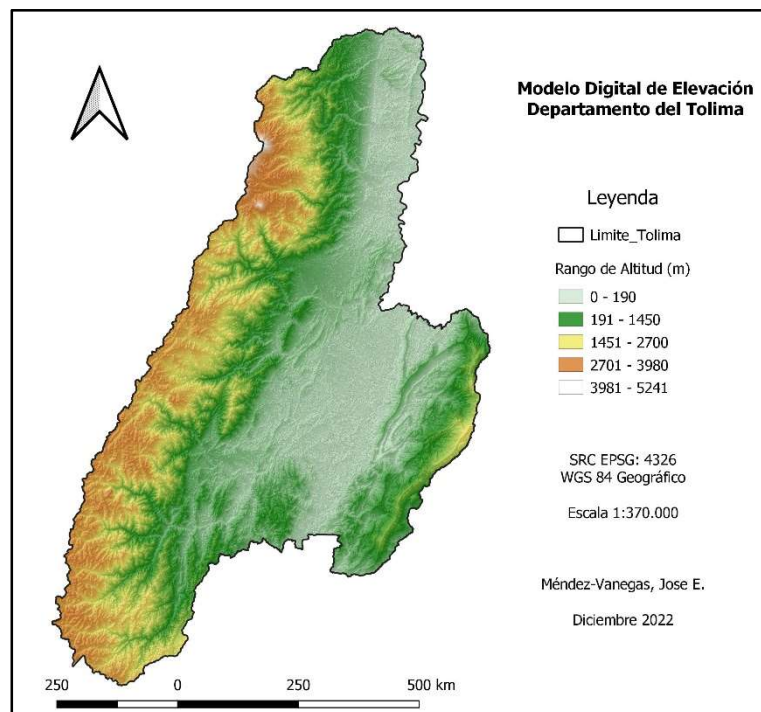 Modelo Digital de Elevación
Departamento del Tolima
Leyenda
Limite_Tolima
Rango de Altitud (m)
0 - 190
191 - 1450
1451 - 2700
2701 - 3980
3981 - 5241
SRC EPSG: 4326
WGS 84 Geográfico
Escala 1:370.000
Méndez-Vanegas, Jose E.
Diciembre 2022
250 0 250 500 km